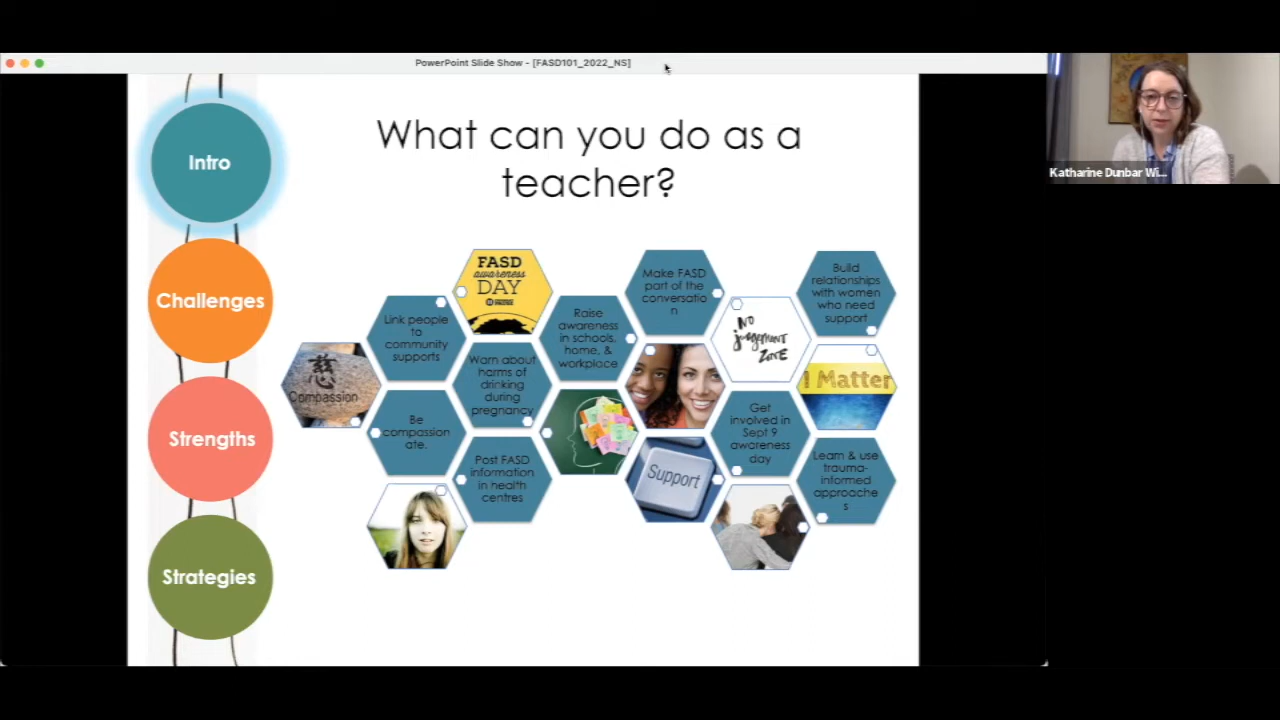 PowerPoint Slide Show - [FASD101_2022_NS]
What can you do as a
teacher?
Intro
Challenges
Strengths
Strategies
Compassion
Link people
to
community
supports
Be
compassion
ate.
FASD
awareness
DAY
Warn about
harms of
drinking
during
pregnancy
Post FASD
information
in health
centres
Raise
awareness
in schools,
home, &
workplace
Make FASD
part of the
conversatio
n
Support
NO
judgement
ZONE
Get
involved in
Sept 9
awareness
day
Build
relationships
with women
who need
support
I Matter
Learn & use
trauma-
informed
approache
s
Katharine Dunbar Wi...